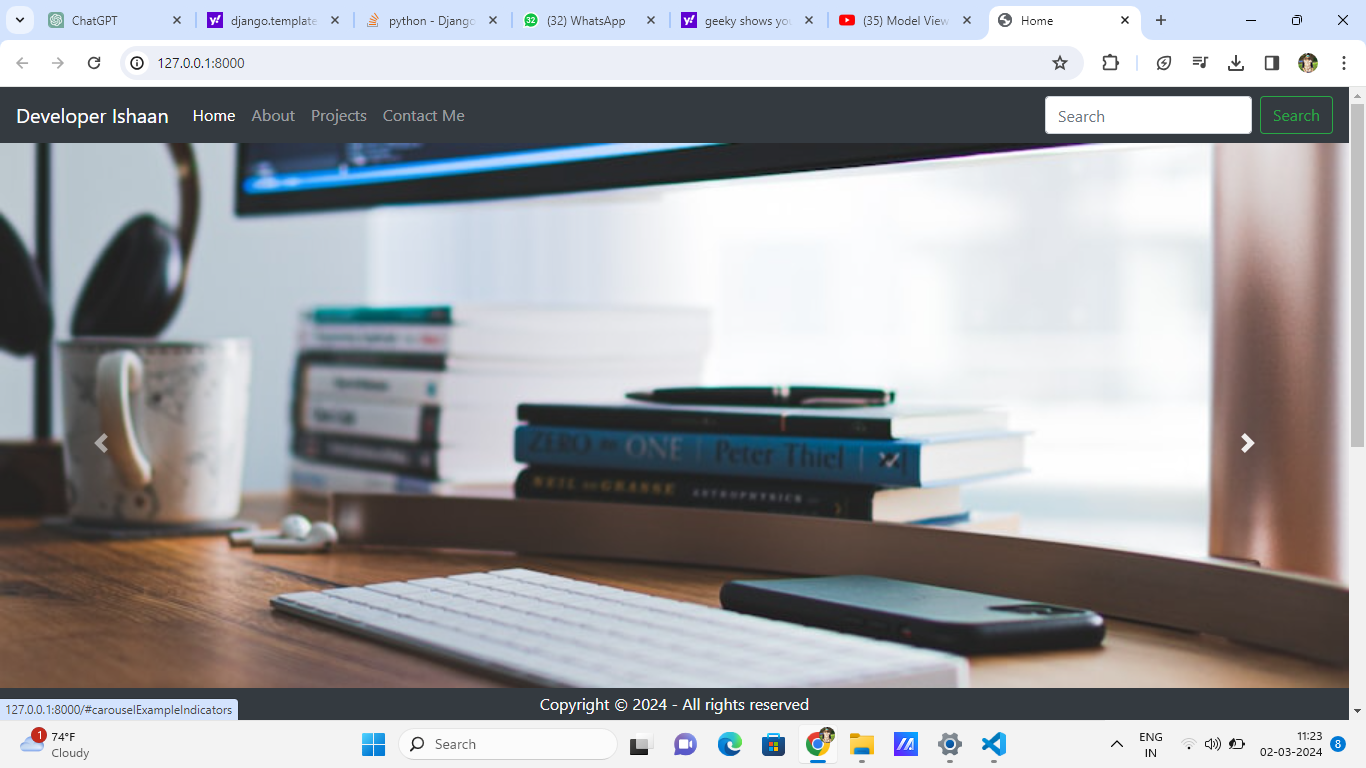 ChatGPT
django.template
python - Django
(32) WhatsApp
geeky shows you
(35) Model View
Home
127.0.0.1:8000
Developer Ishaan
Home
About
Projects
Contact Me
Search
Search
ZERO to ONE | Peter Thiel
NEIL deGRASSE
ASTROPHYSICS
Copyright © 2024 - All rights reserved
127.0.0.1:8000/#carouselExampleIndicators
1
74°F
Cloudy
Search
ENG
IN
11:23
02-03-2024
8